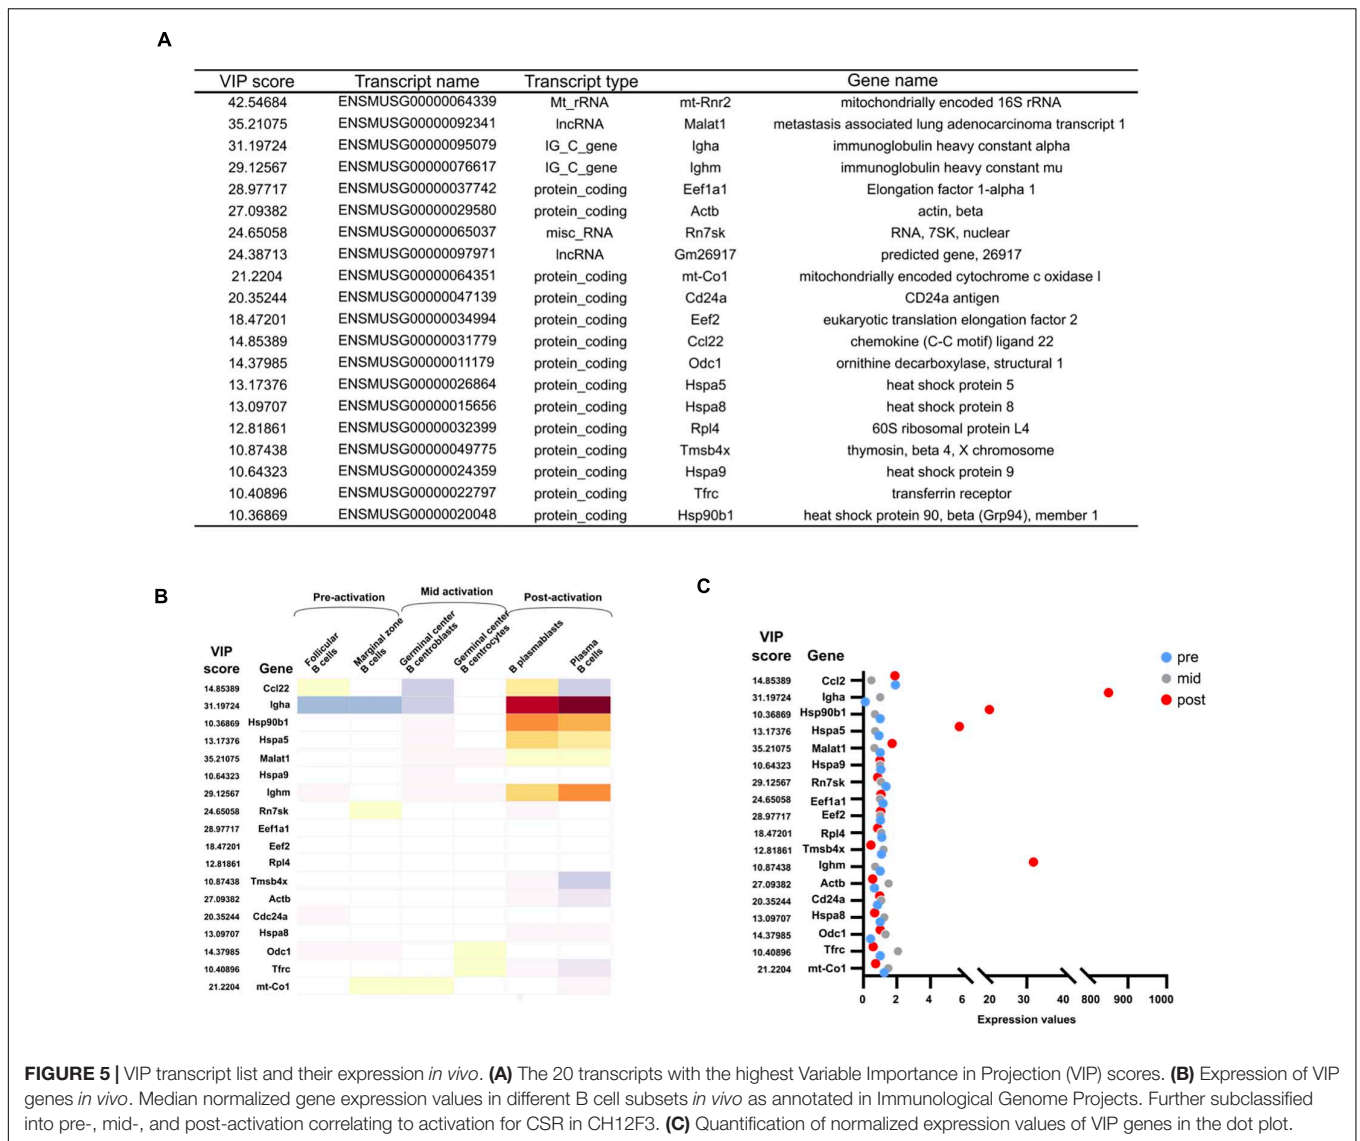 A
VIP score Transcript name Transcript type Gene name
42.54684 ENSMUSG00000064339 Mt_rRNA mt-Rnr2 mitochondrially encoded 16S rRNA
35.21075 ENSMUSG00000092341 lncRNA Malat1 metastasis associated lung adenocarcinoma transcript 1
31.19724 ENSMUSG00000095079 IG_C_gene Igha immunoglobulin heavy constant alpha
29.12567 ENSMUSG00000076617 IG_C_gene Ighm immunoglobulin heavy constant mu
28.97717 ENSMUSG00000037742 protein_coding Eef1a1 Elongation factor 1-alpha 1
27.09382 ENSMUSG00000029580 protein_coding Actb actin, beta
24.65058 ENSMUSG00000065037 misc_RNA Rn7sk RNA, 7SK, nuclear
24.38713 ENSMUSG00000097971 lncRNA Gm26917 predicted gene, 26917
21.2204 ENSMUSG00000064351 protein_coding mt-Co1 mitochondrially encoded cytochrome c oxidase I
20.35244 ENSMUSG00000047139 protein_coding Cd24a CD24a antigen
18.47201 ENSMUSG00000034994 protein_coding Eef2 eukaryotic translation elongation factor 2
14.85389 ENSMUSG00000031779 protein_coding Ccl22 chemokine (C-C motif) ligand 22
14.37985 ENSMUSG00000011179 protein_coding Odc1 ornithine decarboxylase, structural 1
13.17376 ENSMUSG00000026864 protein_coding Hspa5 heat shock protein 5
13.09707 ENSMUSG00000015656 protein_coding Hspa8 heat shock protein 8
12.81861 ENSMUSG00000032399 protein_coding Rpl4 60S ribosomal protein L4
10.87438 ENSMUSG00000049775 protein_coding Tmsb4x thymosin, beta 4, X chromosome
10.64323 ENSMUSG00000024359 protein_coding Hspa9 heat shock protein 9
10.40896 ENSMUSG00000022797 protein_coding Tfrc transferrin receptor
10.36869 ENSMUSG00000020048 protein_coding Hsp90b1 heat shock protein 90, beta (Grp94), member 1
B
Pre-activation Mid activation Post-activation
Follicular B cells
Marginal zone B cells
Germinal center B centroblasts
Germinal center B centrocytes
B plasmablasts
Plasma B cells
VIP score Gene
14.85389 Ccl22
31.19724 Igha
10.36869 Hsp90b1
13.17376 Hspa5
35.21075 Malat1
10.64323 Hspa9
29.12567 Ighm
24.65058 Rn7sk
28.97717 Eef1a1
18.47201 Eef2
12.81861 Rpl4
10.87438 Tmsb4x
27.09382 Actb
20.35244 Cdc24a
13.09707 Hspa8
14.37985 Odc1
10.40896 Tfrc
21.2204 mt-Co1
C
VIP score Gene
14.85389 Ccl2
31.19724 Igha
10.36869 Hsp90b1
13.17376 Hspa5
35.21075 Malat1
10.64323 Hspa9
29.12567 Rn7sk
24.65058 Eef1a1
28.97717 Eef2
18.47201 Rpl4
12.81861 Tmsb4x
10.87438 Ighm
27.09382 Actb
20.35244 Cd24a
13.09707 Hspa8
14.37985 Odc1
10.40896 Tfrc
21.2204 mt-Co1
pre
mid
post
0 2 4 6 20 30 40 800 900 1000
Expression values
FIGURE 5 | VIP transcript list and their expression in vivo. (A) The 20 transcripts with the highest Variable Importance in Projection (VIP) scores. (B) Expression of VIP
genes in vivo. Median normalized gene expression values in different B cell subsets in vivo as annotated in Immunological Genome Projects. Further subclassified
into pre-, mid-, and post-activation correlating to activation for CSR in CH12F3. (C) Quantification of normalized expression values of VIP genes in the dot plot.